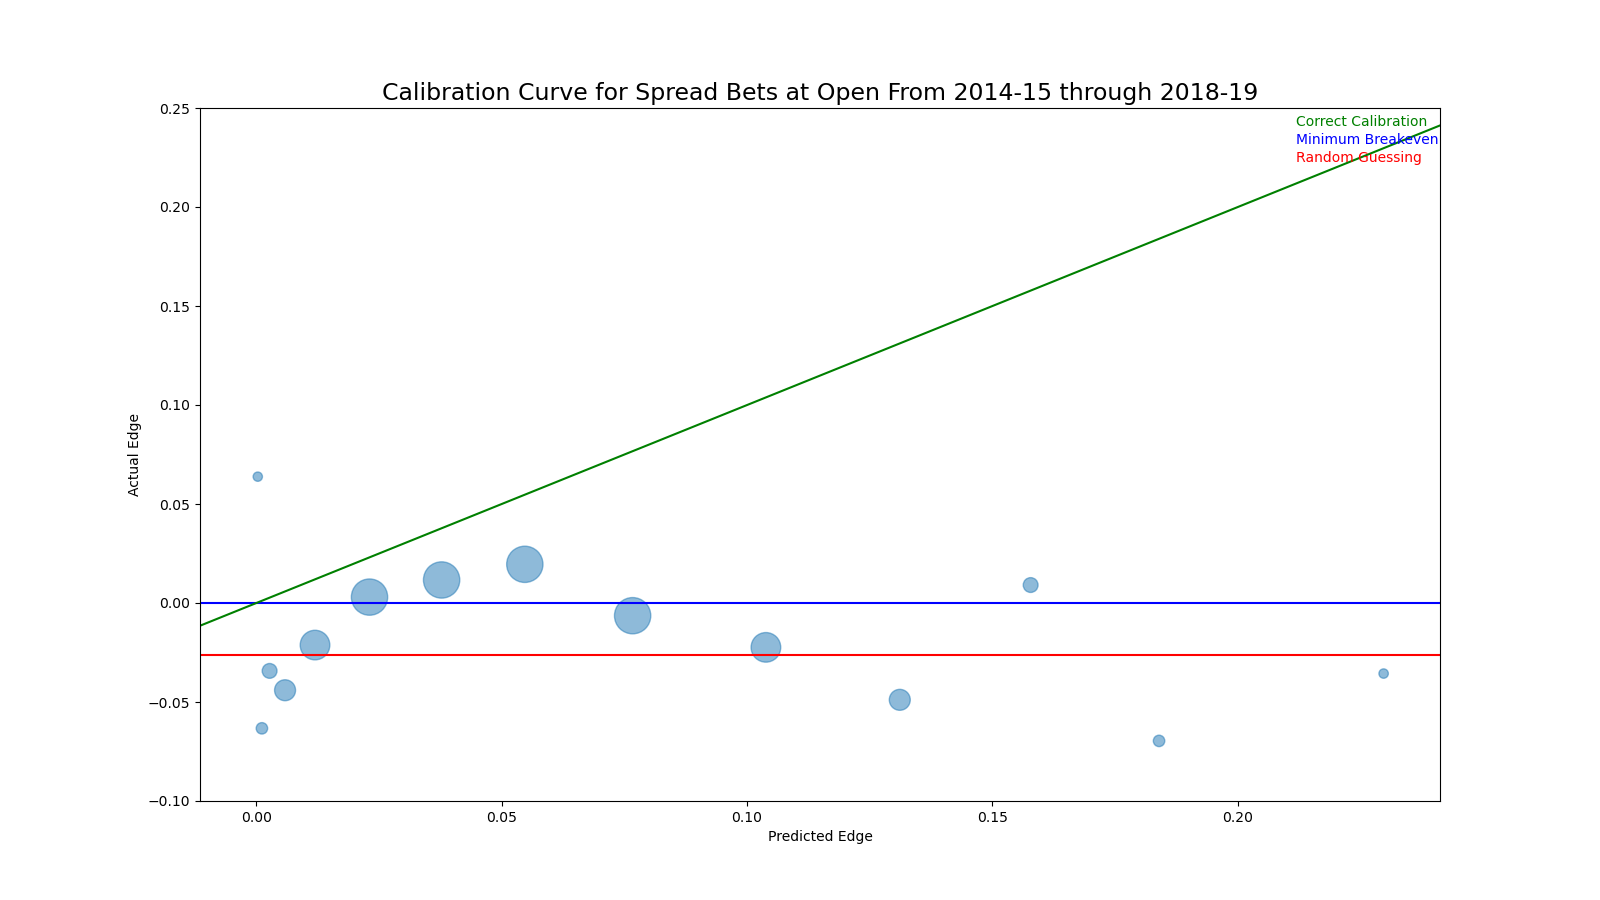 Calibration Curve for Spread Bets at Open From 2014-15 through 2018-19
Correct Calibration
Minimum Breakeven
Random Guessing
0.25
0.20
0.15
0.10
0.05
0.00
−0.05
−0.10
Actual Edge
0.00 0.05 0.10 0.15 0.20
Predicted Edge